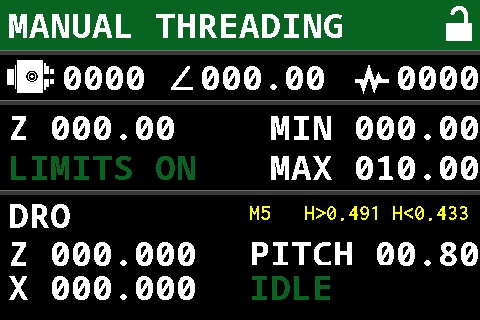 MANUAL THREADING
0000 ∠000.00 0000
Z 000.00 MIN 000.00
LIMITS ON MAX 010.00
DRO M5 H>0.491 H<0.433
Z 000.000 PITCH 00.80
X 000.000 IDLE